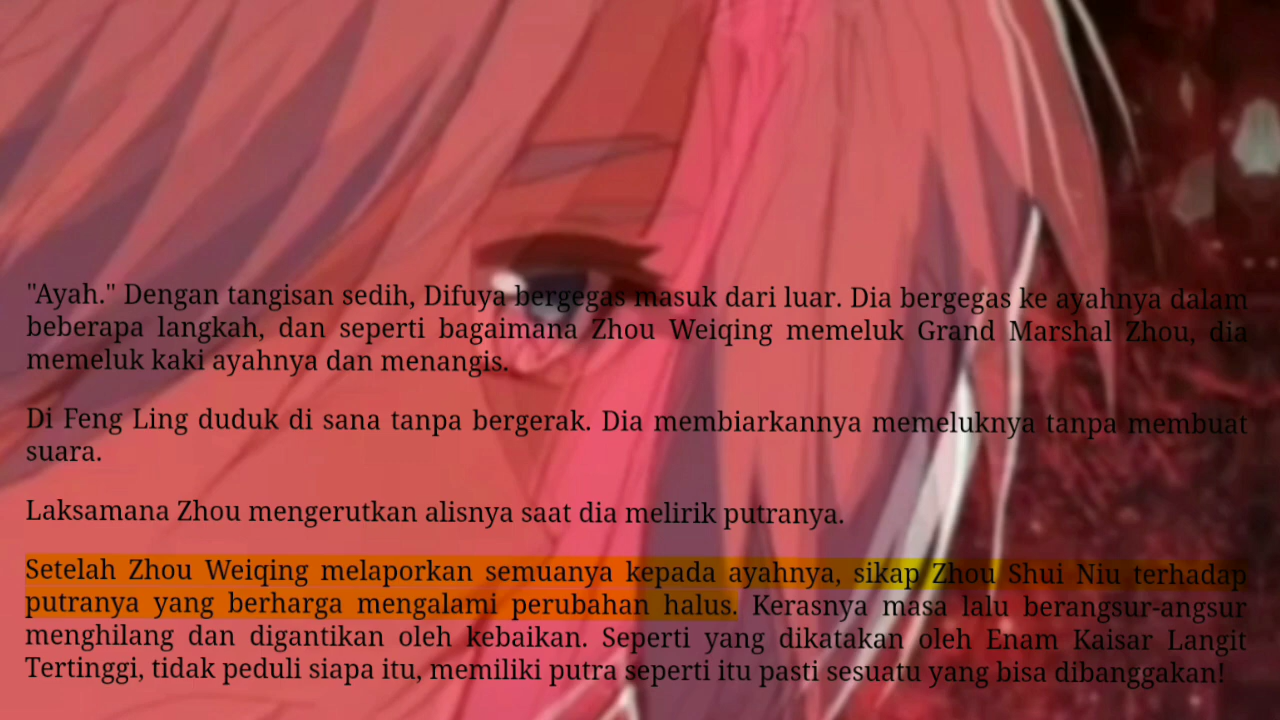 "Ayah." Dengan tangisan sedih, Difuya bergegas masuk dari luar. Dia bergegas ke ayahnya dalam
beberapa langkah, dan seperti bagaimana Zhou Weiqing memeluk Grand Marshal Zhou, dia
memeluk kaki ayahnya dan menangis.
Di Feng Ling duduk di sana tanpa bergerak. Dia membiarkannya memeluknya tanpa membuat
suara.
Laksamana Zhou mengerutkan alisnya saat dia melirik putranya.
Setelah Zhou Weiqing melaporkan semuanya kepada ayahnya, sikap Zhou Shui Niu terhadap
putranya yang berharga mengalami perubahan halus. Kerasnya masa lalu berangsur-angsur
menghilang dan digantikan oleh kebaikan. Seperti yang dikatakan oleh Enam Kaisar Langit
Tertinggi, tidak peduli siapa itu, memiliki putra seperti itu pasti sesuatu yang bisa dibanggakan!